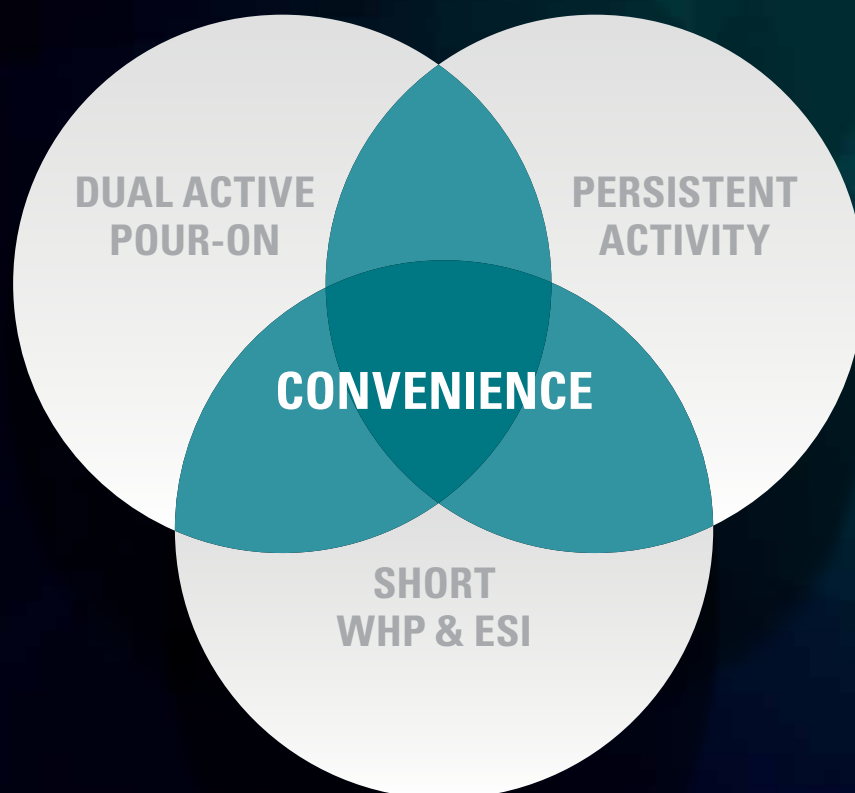 DUAL ACTIVE
POUR-ON
PERSISTENT
ACTIVITY
CONVENIENCE
SHORT
WHP & ESI